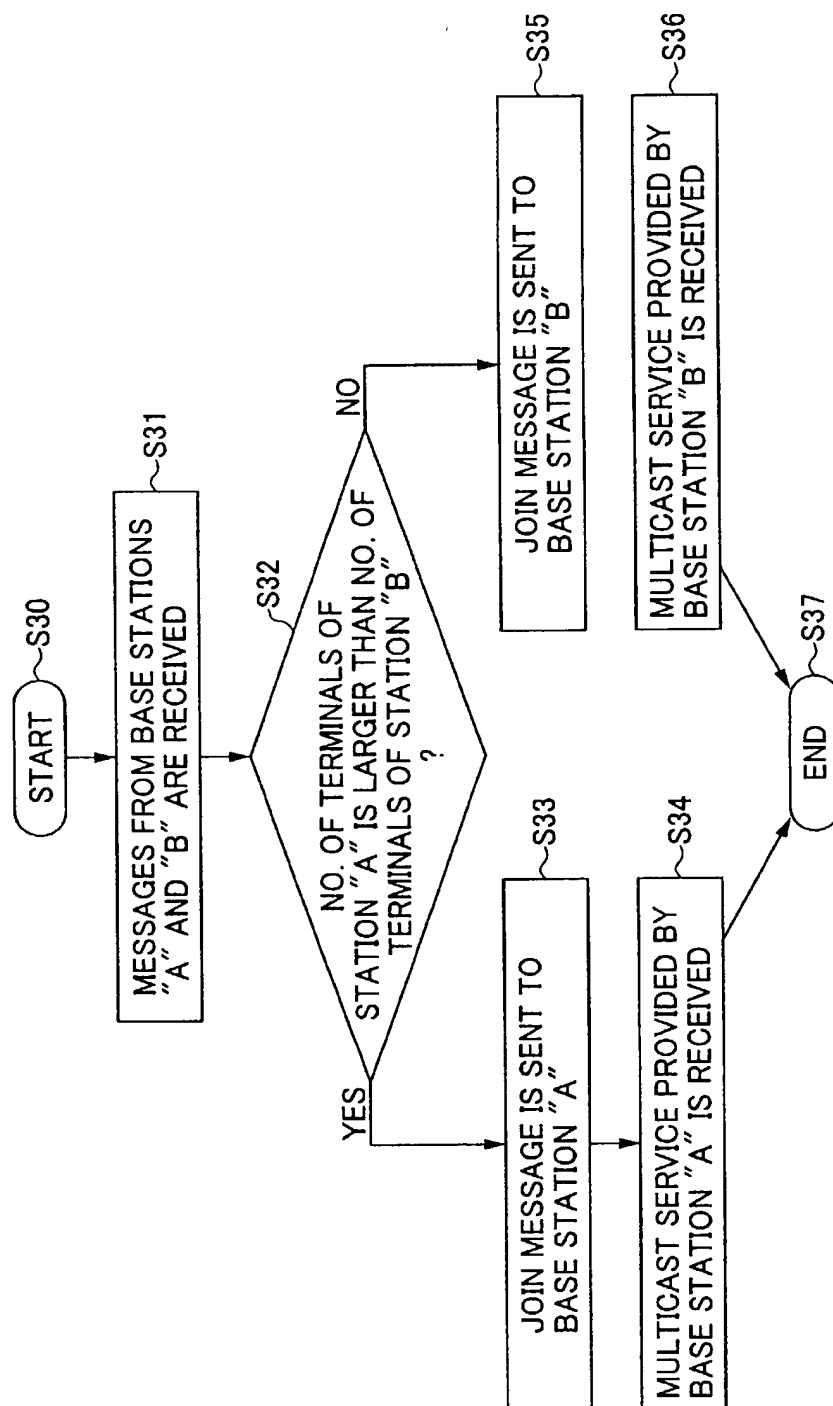 START
S30
MESSAGES FROM BASE STATIONS
"A" AND "B" ARE RECEIVED
S31
NO. OF TERMINALS OF
STATION "A" IS LARGER THAN NO. OF
TERMINALS OF STATION "B"
?
S32
YES
NO
JOIN MESSAGE IS SENT TO
BASE STATION "A"
S33
JOIN MESSAGE IS SENT TO
BASE STATION "B"
S35
MULTICAST SERVICE PROVIDED BY
BASE STATION "A" IS RECEIVED
S34
MULTICAST SERVICE PROVIDED BY
BASE STATION "B" IS RECEIVED
S36
END
S37